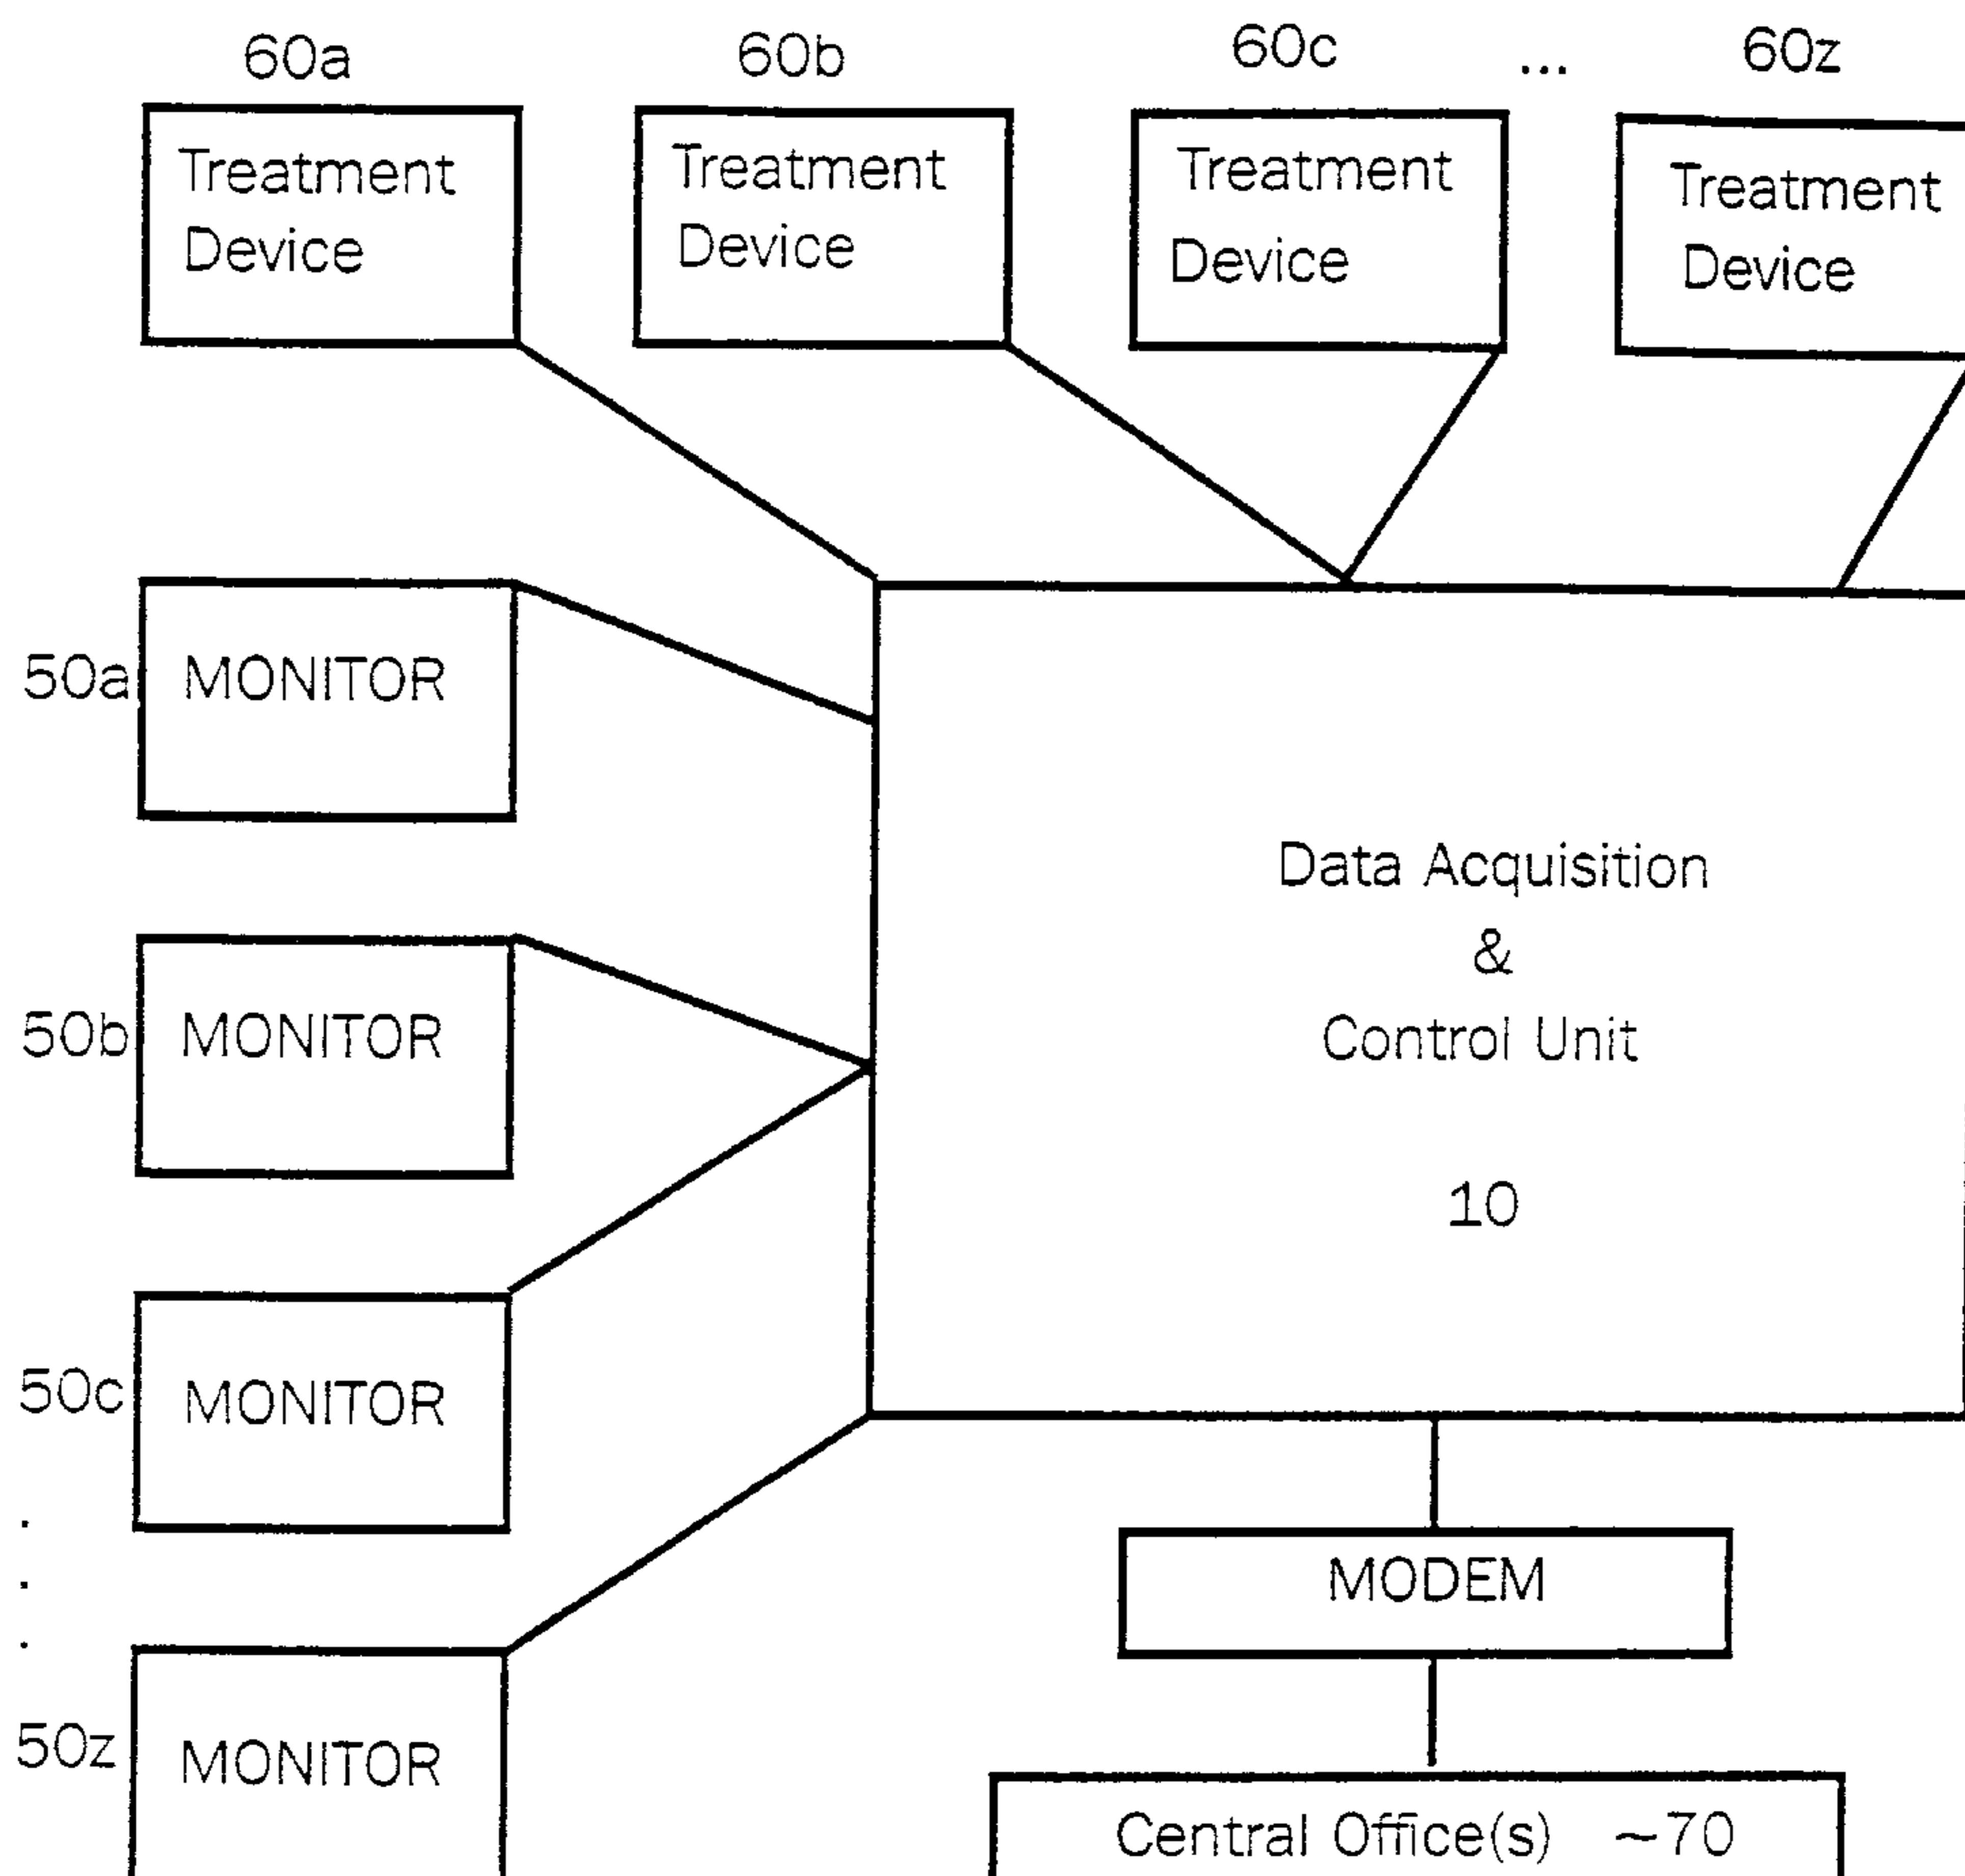 60a 60b 60c ... 60z
Treatment
Device
Treatment
Device
Treatment
Device
Treatment
Device
50a MONITOR
50b MONITOR
50c MONITOR
.
.
.
50z MONITOR
Data Acquisition
&
Control Unit
10
MODEM
Central Office(s) ~70